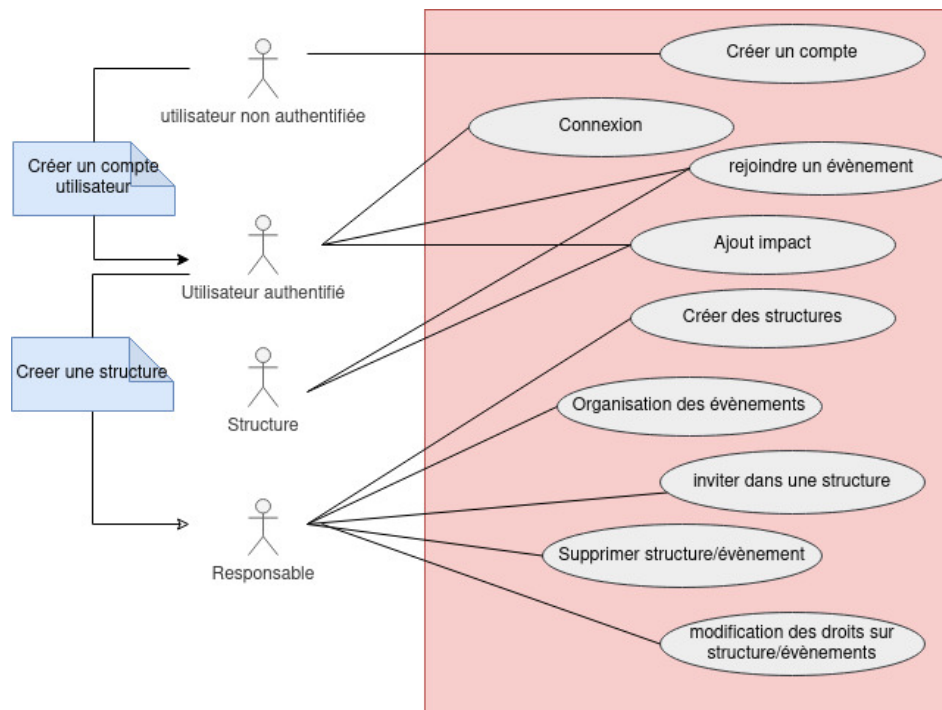 Créer un compte
utilisateur non authentifiée
Connexion
rejoindre un évènement
Créer un compte
utilisateur
Ajout impact
Utilisateur authentifié
Créer des structures
Creer une structure
Structure
Organisation des évènements
inviter dans une structure
Supprimer structure/évènement
Responsable
modification des droits sur
structure/évènements